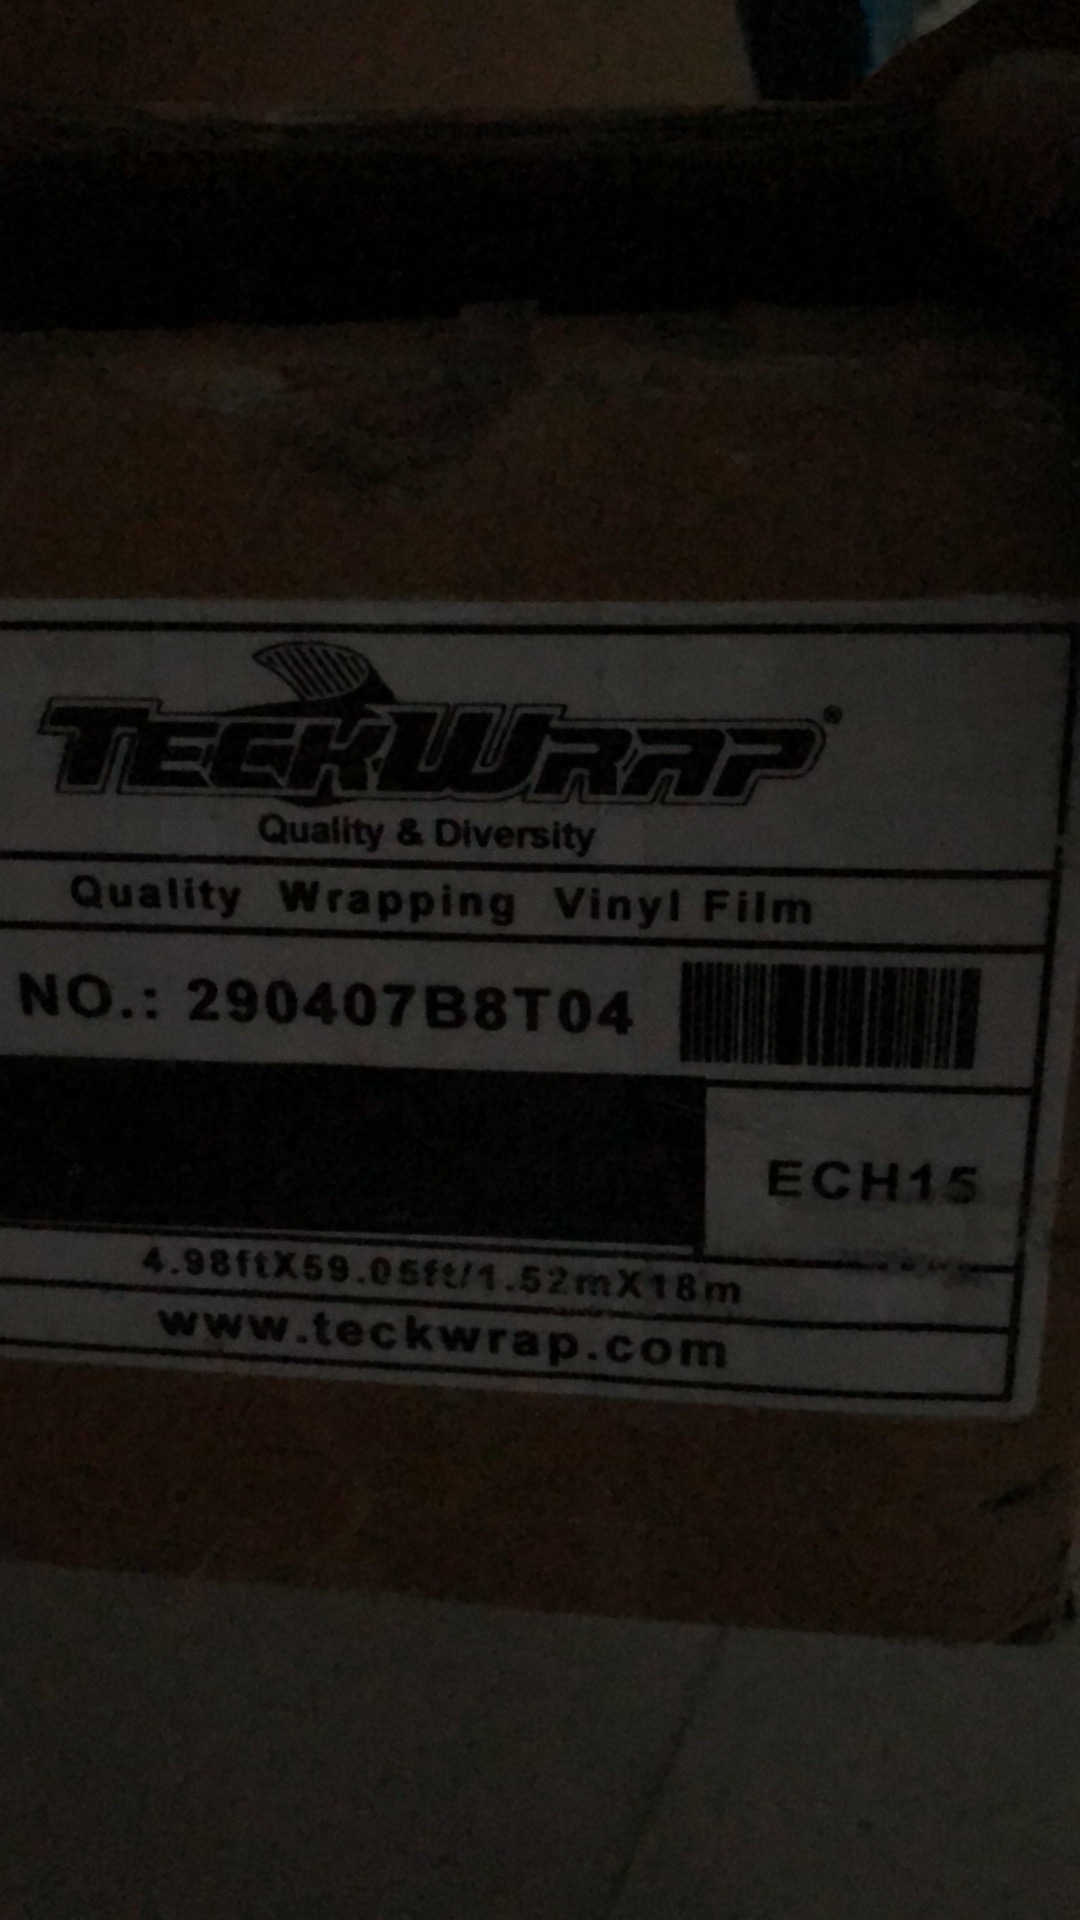 TECKWRAP®
Quality & Diversity
Quality Wrapping Vinyl Film
NO.: 290407B8T04
ECH15
4.98ftX59.05ft/1.52mX18m
www.teckwrap.com